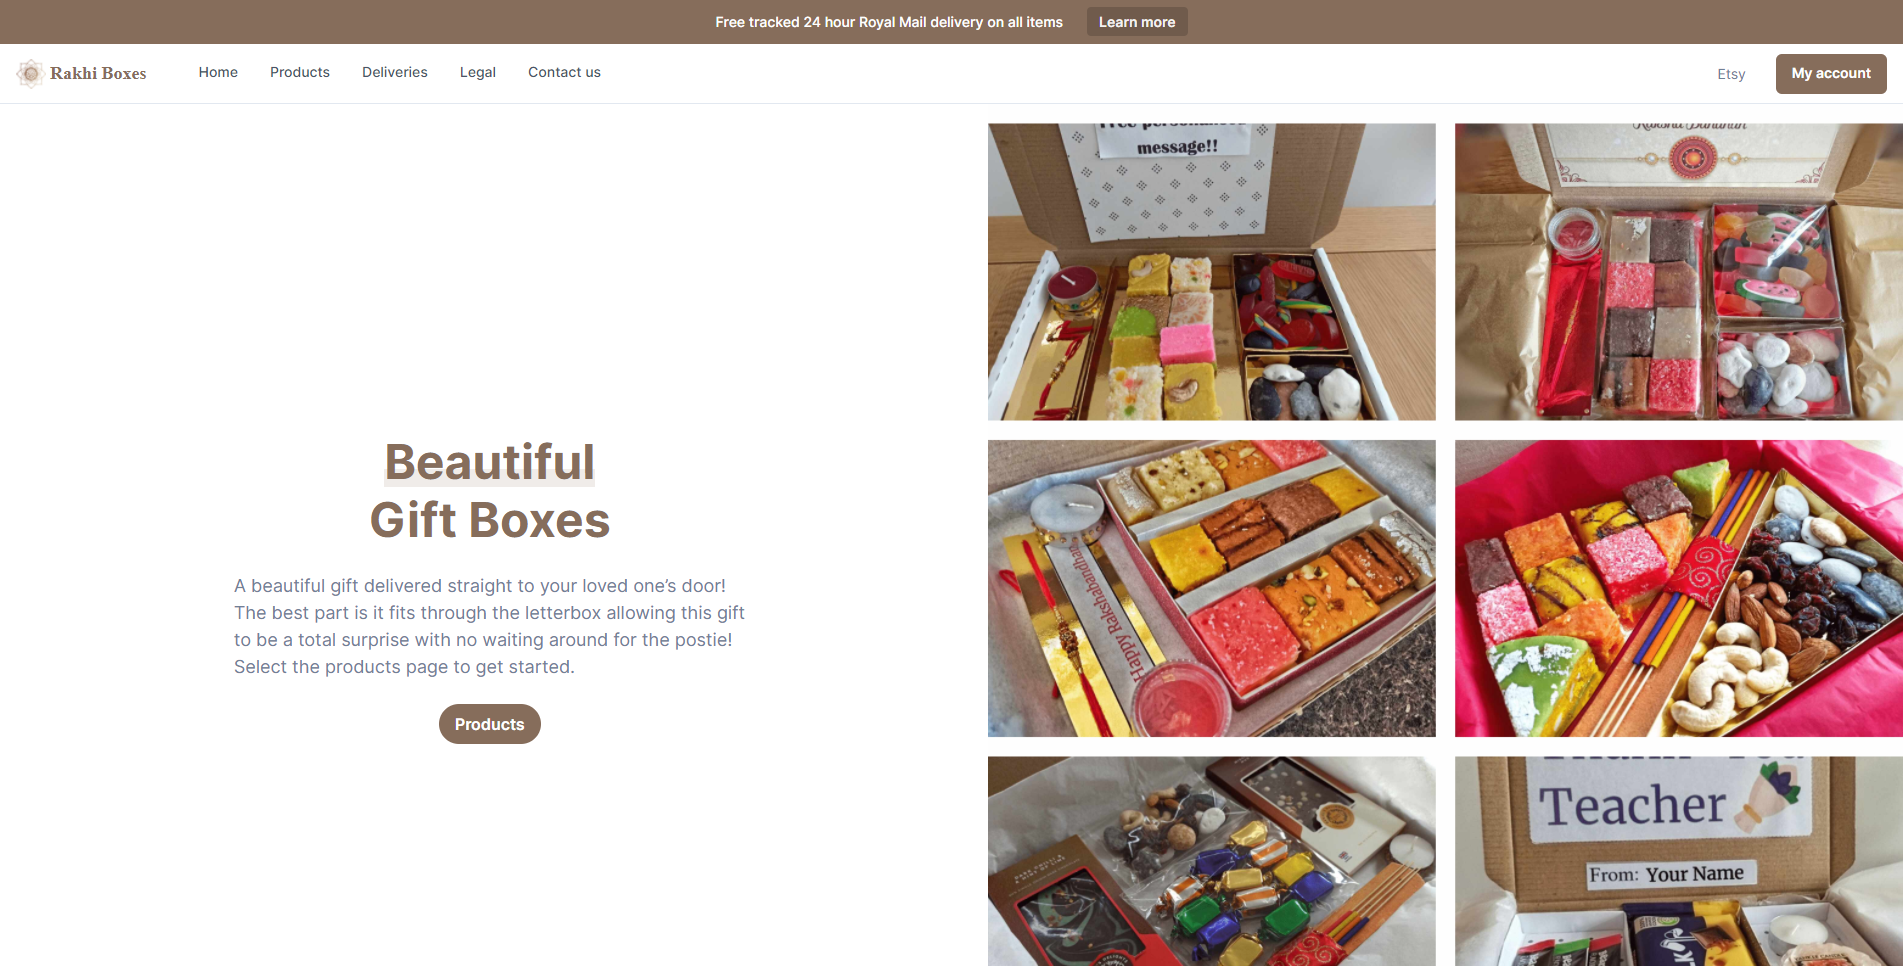 Free tracked 24 hour Royal Mail delivery on all items Learn more
Rakhi Boxes Home Products Deliveries Legal Contact us Etsy My account
Beautiful
Gift Boxes
A beautiful gift delivered straight to your loved one’s door!
The best part is it fits through the letterbox allowing this gift
to be a total surprise with no waiting around for the postie!
Select the products page to get started.
Products
message!!
Happy Rakshabandhan
Teacher
From: Your Name